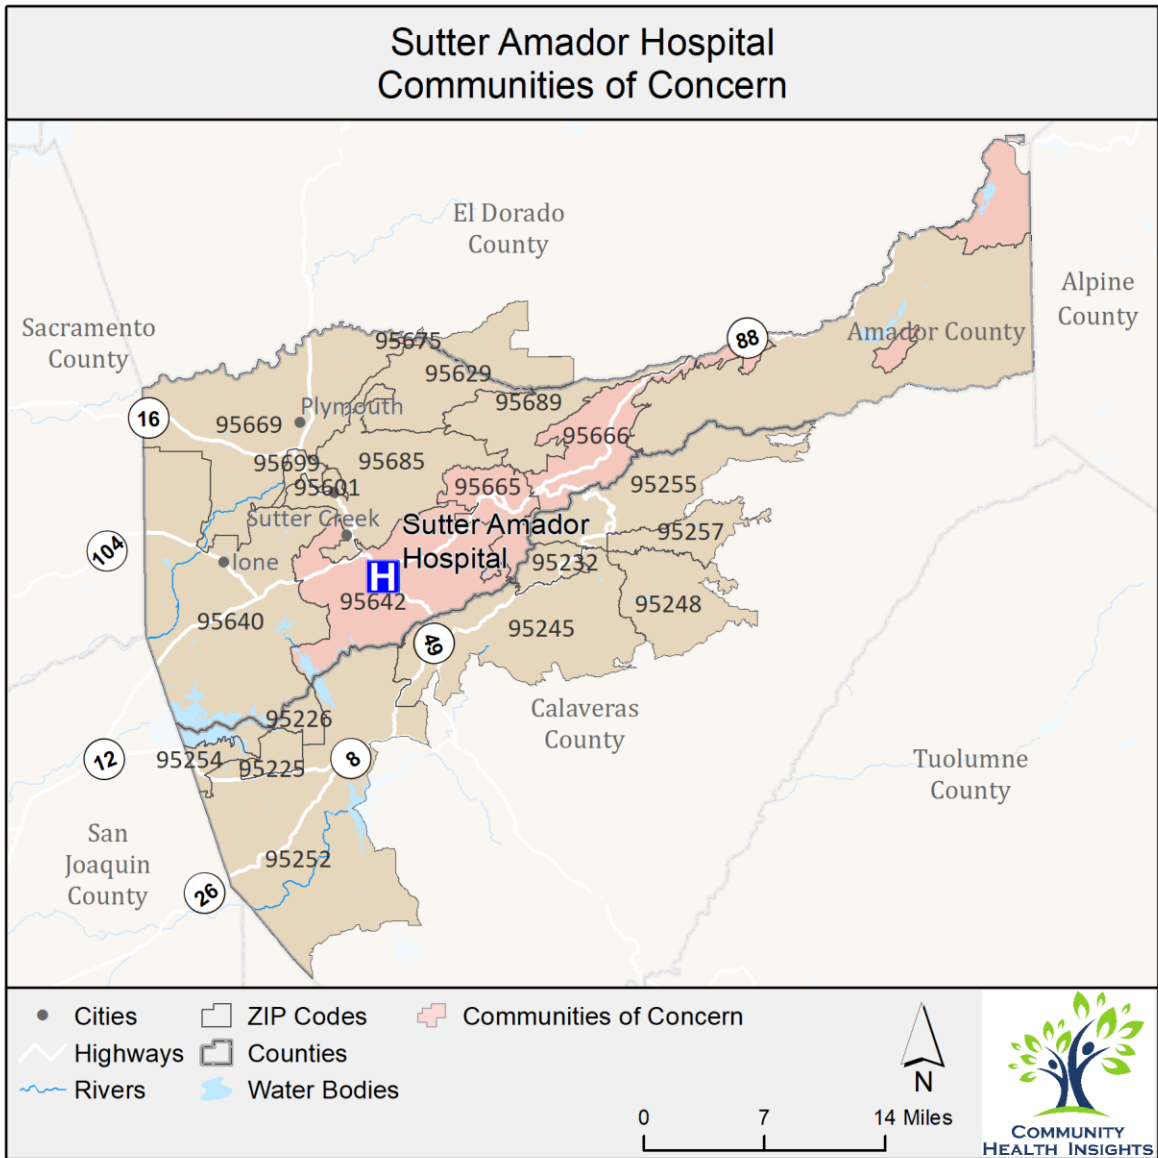 Sutter Amador Hospital
Communities of Concern
El Dorado
County
Alpine
County
Sacramento
County
Amador County
88
95675
95629
95689
Plymouth
16
95669
95666
95699
95685
95601
95665
95255
Sutter Creek
Sutter Amador
Hospital
95257
104
Ione
95232
H
95642
95248
95640
95245
49
Calaveras
County
95226
12
95254
95225
8
Tuolumne
County
San
Joaquin
County
95252
26
Cities
ZIP Codes
Communities of Concern
Highways
Counties
Rivers
Water Bodies
N
0
7
14 Miles
COMMUNITY
HEALTH INSIGHTS